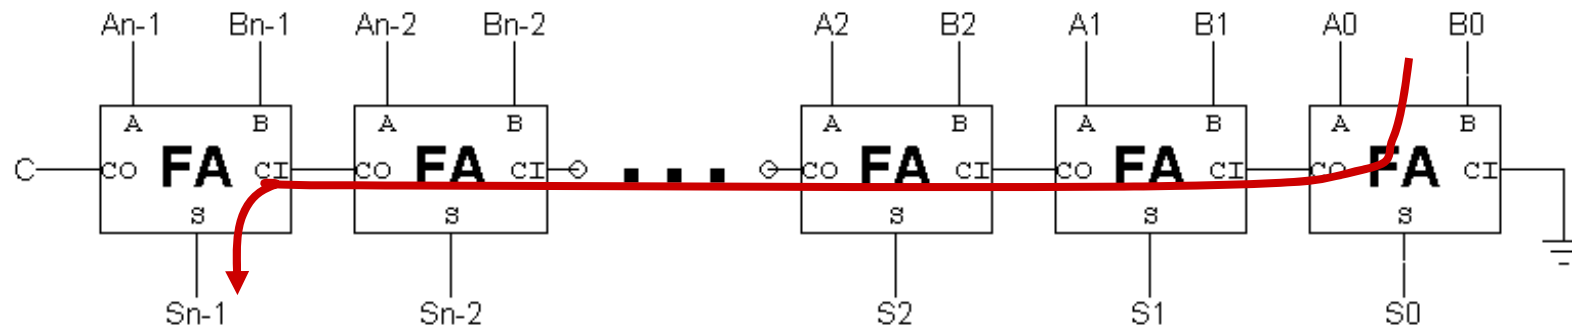 An-1 Bn-1 An-2 Bn-2 A2 B2 A1 B1 A0 B0
A B A B A B A B A B
C CO FA CI CO FA CI ... CO FA CI CO FA CI CO FA CI
S S S S S
Sn-1 Sn-2 S2 S1 S0